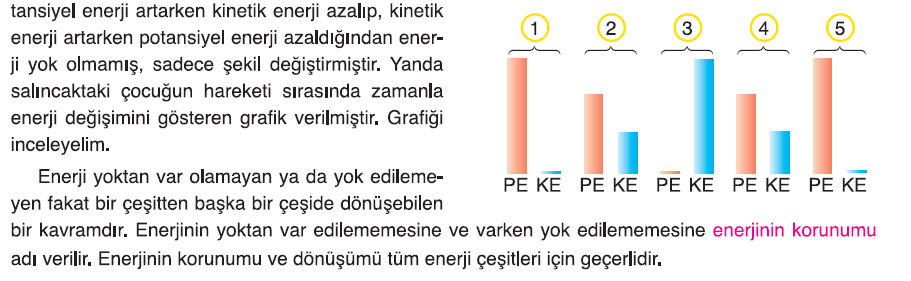 tansiyel enerji artarken kinetik enerji azalıp, kinetik
enerji artarken potansiyel enerji azaldığından ener-
ji yok olmamış, sadece şekil değiştirmiştir. Yanda
salıncaktaki çocuğun hareketi sırasında zamanla
enerji değişimini gösteren grafik verilmiştir. Grafiği
inceleyelim.
1 2 3 4 5
PE KE PE KE PE KE PE KE PE KE
Enerji yoktan var olamayan ya da yok edileme-
yen fakat bir çeşitten başka bir çeşide dönüşebilen
bir kavramdır. Enerjinin yoktan var edilememesine ve varken yok edilememesine enerjinin korunumu
adı verilir. Enerjinin korunumu ve dönüşümü tüm enerji çeşitleri için geçerlidir.